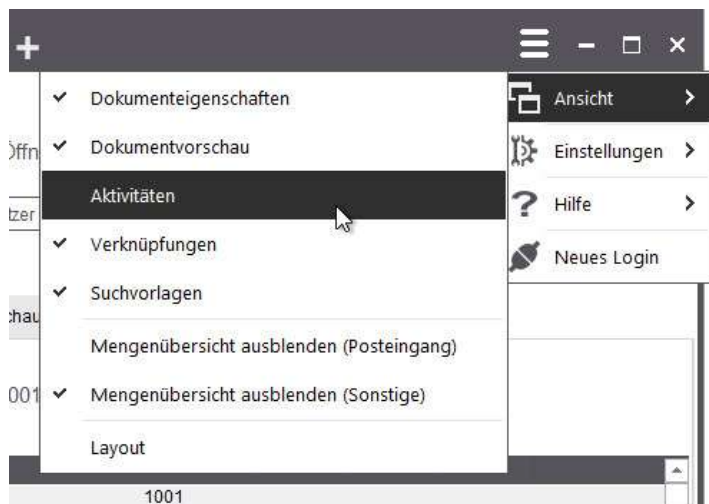 Dokumenteigenschaften
Ansicht
Dokumentvorschau
Einstellungen
Aktivitäten
Hilfe
Verknüpfungen
Neues Login
Suchvorlagen
Mengenübersicht ausblenden (Posteingang)
Mengenübersicht ausblenden (Sonstige)
Layout
1001